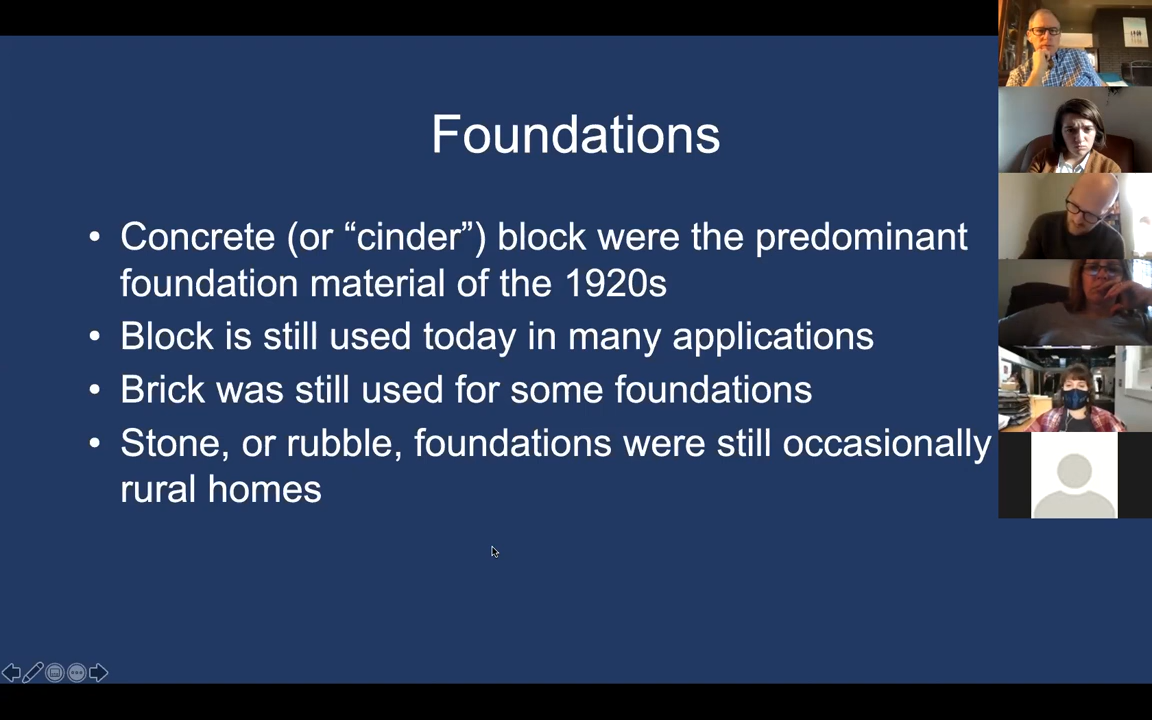 Foundations
• Concrete (or “cinder”) block were the predominant
foundation material of the 1920s
• Block is still used today in many applications
• Brick was still used for some foundations
• Stone, or rubble, foundations were still occasionally
rural homes